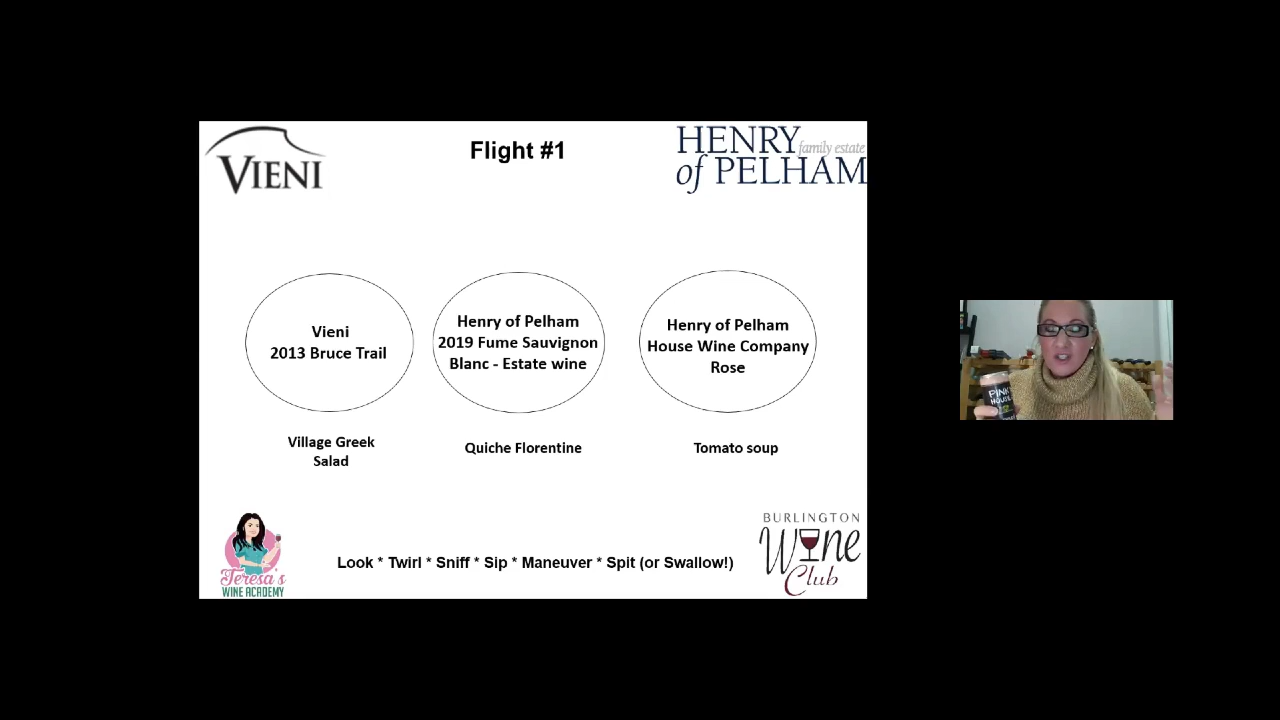 VIENI
Flight #1
HENRY family estate
of PELHAM
Vieni
2013 Bruce Trail
Henry of Pelham
2019 Fume Sauvignon
Blanc - Estate wine
Henry of Pelham
House Wine Company
Rose
Village Greek
Salad
Quiche Florentine
Tomato soup
Teresa's
WINE ACADEMY
Look * Twirl * Sniff * Sip * Maneuver * Spit (or Swallow!)
BURLINGTON
Wine
Club
PINK
HOUSE